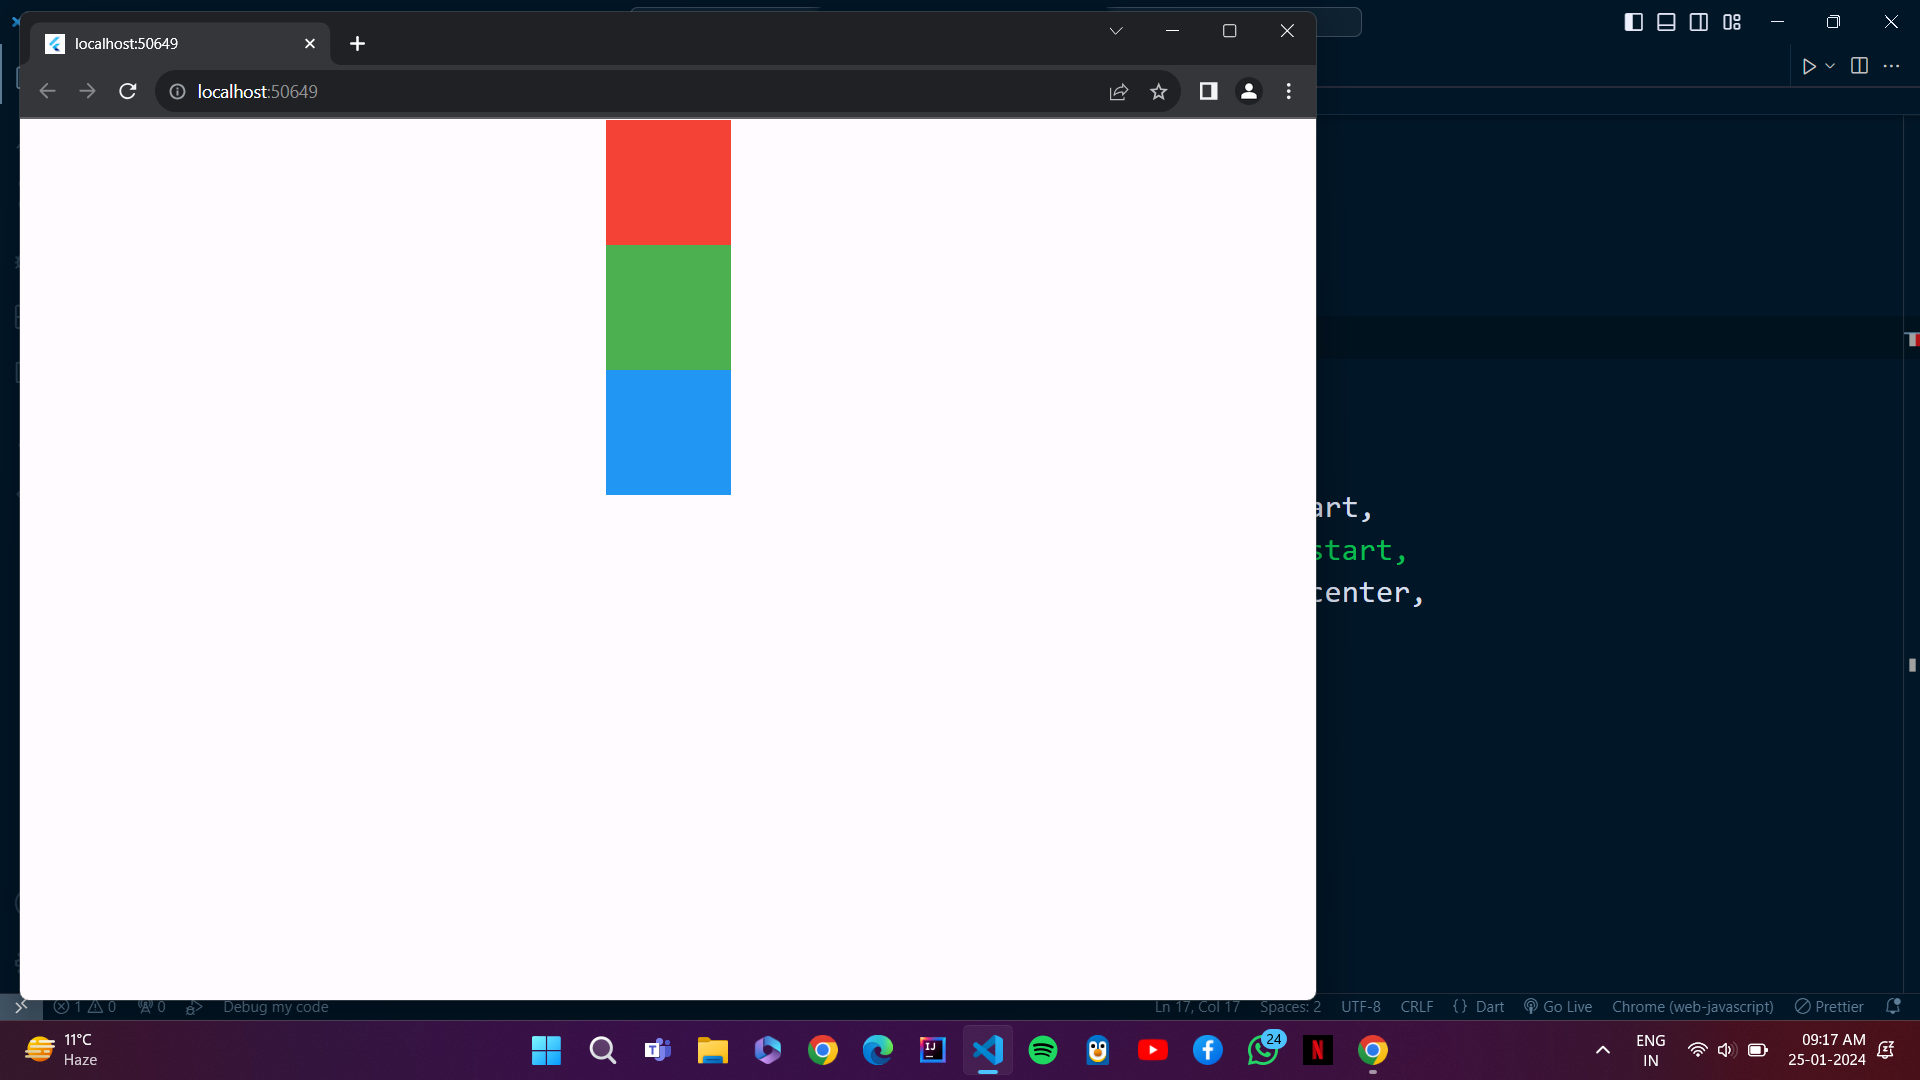 localhost:50649
localhost:50649
art,
start,
center,
1 0 0 Debug my code Ln 17, Col 17 Spaces: 2 UTF-8 CRLF {} Dart Go Live Chrome (web-javascript) Prettier
11°C
Haze
24
ENG
IN
09:17 AM
25-01-2024